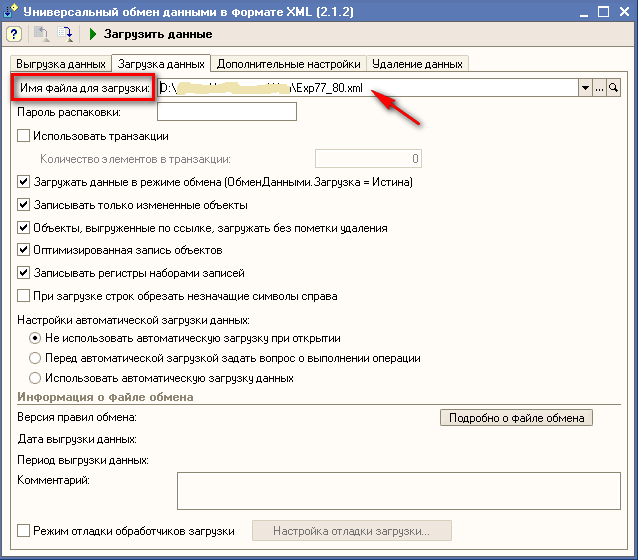 Универсальный обмен данными в формате XML (2.1.2)
? Загрузить данные
Выгрузка данных Загрузка данных Дополнительные настройки Удаление данных
Имя файла для загрузки: D:\ \Exp77_80.xml ...
Пароль распаковки:
Использовать транзакции
Количество элементов в транзакции: 0
Загружать данные в режиме обмена (ОбменДанными.Загрузка = Истина)
Записывать только измененные объекты
Объекты, выгруженные по ссылке, загружать без пометки удаления
Оптимизированная запись объектов
Записывать регистры наборами записей
При загрузке строк обрезать незначащие символы справа
Настройки автоматической загрузки данных:
Не использовать автоматическую загрузку при открытии
Перед автоматической загрузкой задать вопрос о выполнении операции
Использовать автоматическую загрузку данных
Информация о файле обмена
Версия правил обмена: Подробно о файле обмена
Дата выгрузки данных:
Период выгрузки данных:
Комментарий:
Режим отладки обработчиков загрузки Настройка отладки загрузки...